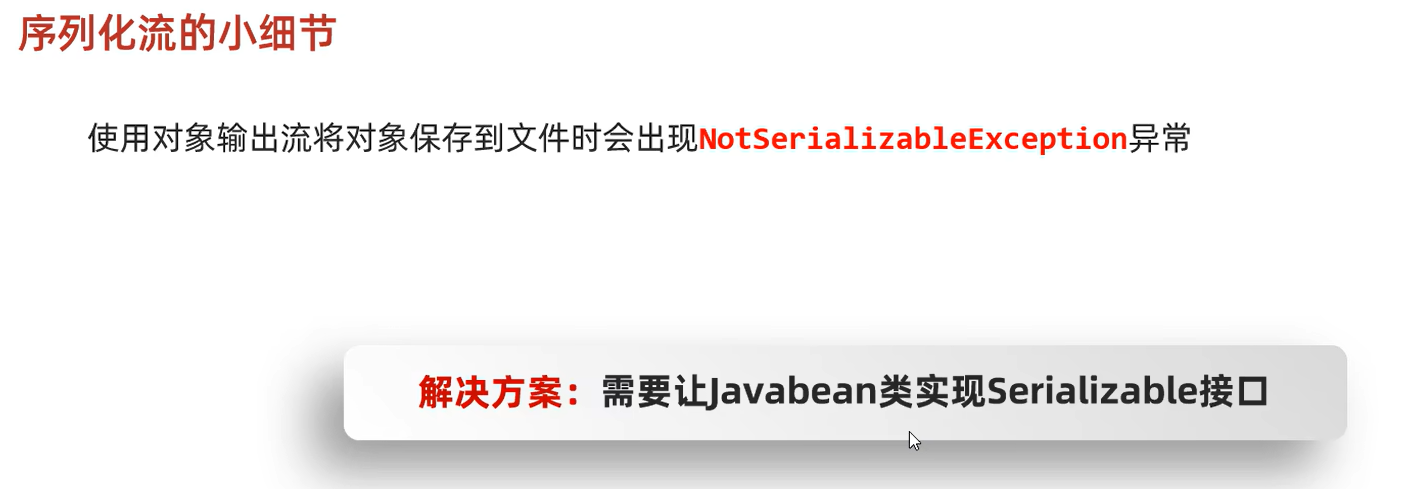 序列化流的小细节
使用对象输出流将对象保存到文件时会出现NotSerializableException异常
解决方案：需要让Javabean类实现Serializable接口